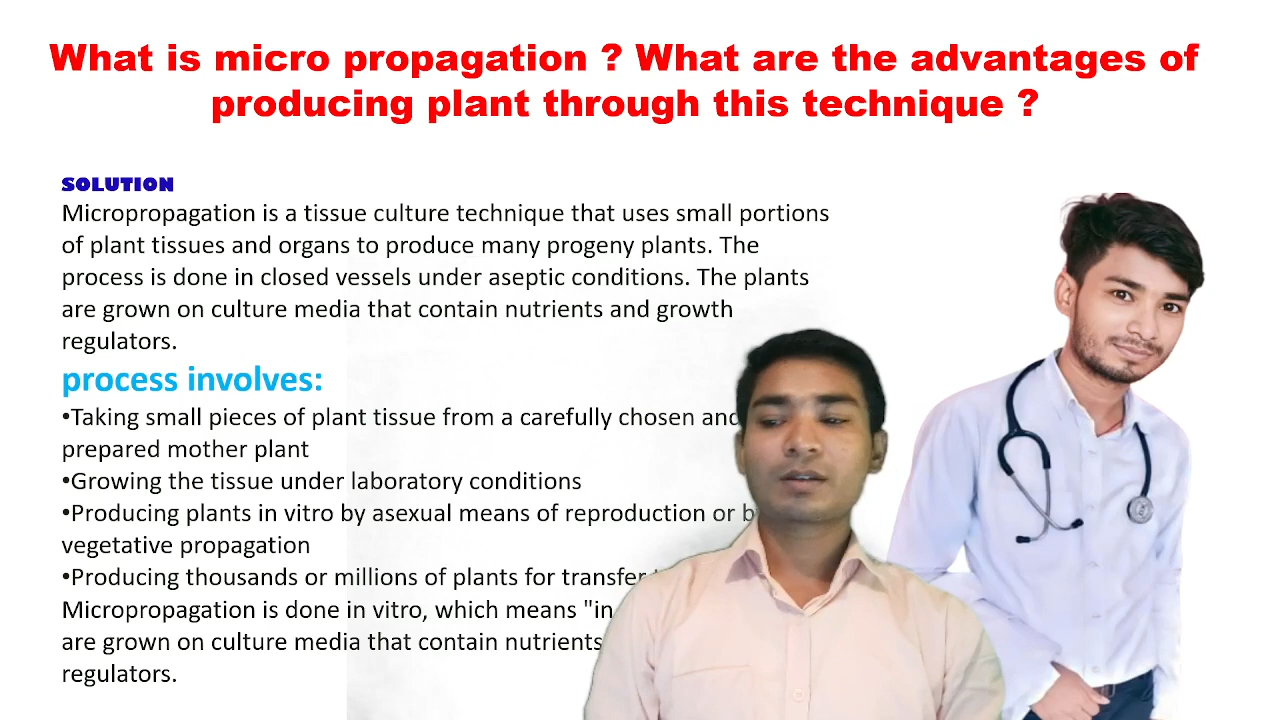 What is micro propagation ? What are the advantages of
producing plant through this technique ?
SOLUTION
Micropropagation is a tissue culture technique that uses small portions
of plant tissues and organs to produce many progeny plants. The
process is done in closed vessels under aseptic conditions. The plants
are grown on culture media that contain nutrients and growth
regulators.
process involves:
•Taking small pieces of plant tissue from a carefully chosen and
prepared mother plant
•Growing the tissue under laboratory conditions
•Producing plants in vitro by asexual means of reproduction or
vegetative propagation
•Producing thousands or millions of plants for transfer
Micropropagation is done in vitro, which means "in
are grown on culture media that contain nutrients
regulators.